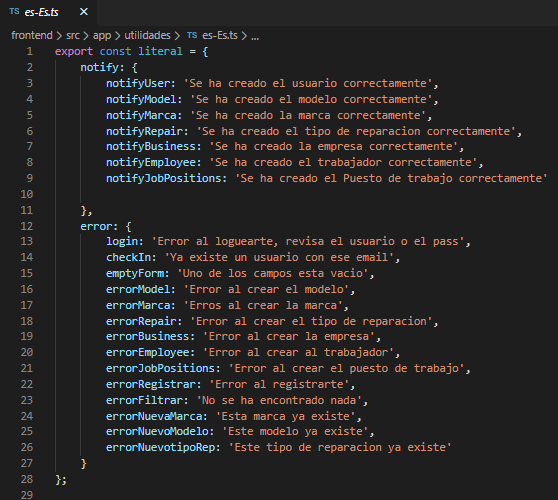 TS es-Es.ts ×
frontend > src > app > utilidades > TS es-Es.ts > ...
1 export const literal = {
2 notify: {
3 notifyUser: 'Se ha creado el usuario correctamente',
4 notifyModel: 'Se ha creado el modelo correctamente',
5 notifyMarca: 'Se ha creado la marca correctamente',
6 notifyRepair: 'Se ha creado el tipo de reparacion correctamente',
7 notifyBusiness: 'Se ha creado la empresa correctamente',
8 notifyEmployee: 'Se ha creado el trabajador correctamente',
9 notifyJobPositions: 'Se ha creado el Puesto de trabajo correctamente'
10
11 },
12 error: {
13 login: 'Error al loguearte, revisa el usuario o el pass',
14 checkIn: 'Ya existe un usuario con ese email',
15 emptyForm: 'Uno de los campos esta vacio',
16 errorModel: 'Error al crear el modelo',
17 errorMarca: 'Erros al crear la marca',
18 errorRepair: 'Error al crear el tipo de reparacion',
19 errorBusiness: 'Error al crear la empresa',
20 errorEmployee: 'Error al crear al trabajador',
21 errorJobPositions: 'Error al crear el puesto de trabajo',
22 errorRegistrar: 'Error al registrarte',
23 errorFiltrar: 'No se ha encontrado nada',
24 errorNuevaMarca: 'Esta marca ya existe',
25 errorNuevoModelo: 'Este modelo ya existe',
26 errorNuevotipoRep: 'Este tipo de reparacion ya existe'
27 }
28 };
29